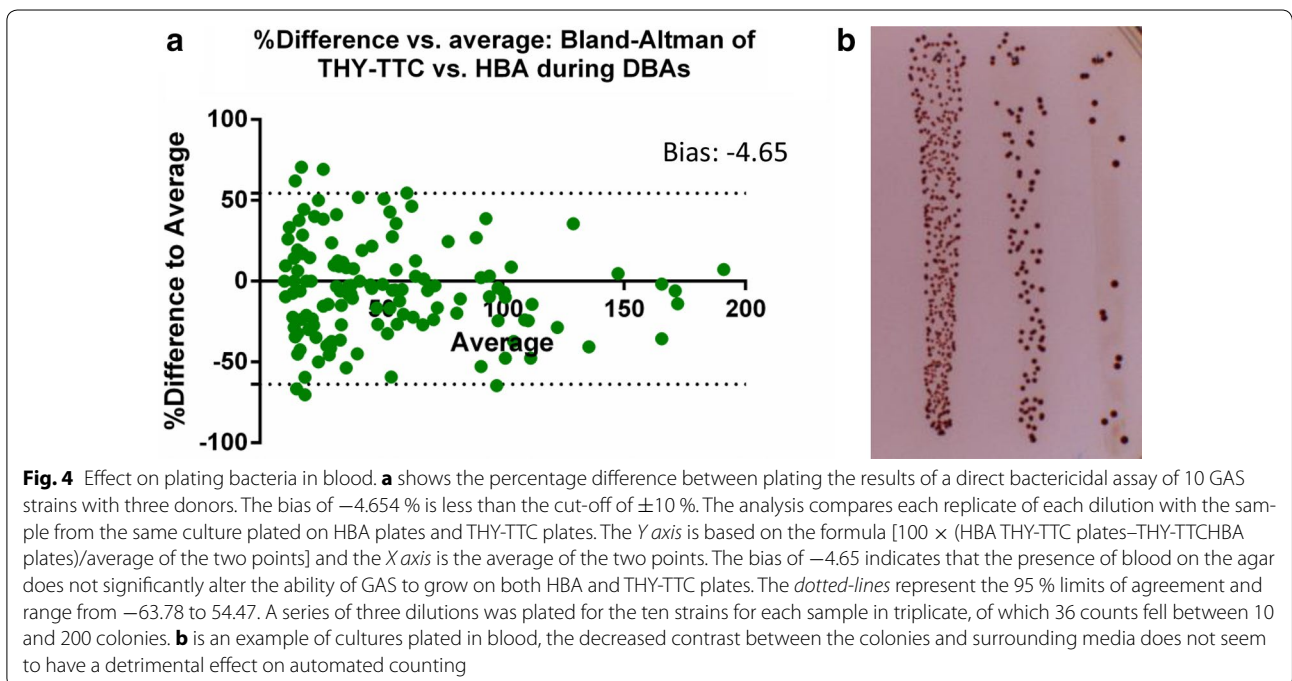 a
%Difference vs. average: Bland-Altman of
THY-TTC vs. HBA during DBAs
b
Bias: -4.65
%Difference to Average
100
50
0
-50
-100
50
100
150
200
Average
Fig. 4 Effect on plating bacteria in blood. a shows the percentage difference between plating the results of a direct bactericidal assay of 10 GAS
strains with three donors. The bias of −4.654 % is less than the cut-off of ±10 %. The analysis compares each replicate of each dilution with the sam-
ple from the same culture plated on HBA plates and THY-TTC plates. The Y axis is based on the formula [100 × (HBA THY-TTC plates–THY-TTCHBA
plates)/average of the two points] and the X axis is the average of the two points. The bias of −4.65 indicates that the presence of blood on the agar
does not significantly alter the ability of GAS to grow on both HBA and THY-TTC plates. The dotted-lines represent the 95 % limits of agreement and
range from −63.78 to 54.47. A series of three dilutions was plated for the ten strains for each sample in triplicate, of which 36 counts fell between 10
and 200 colonies. b is an example of cultures plated in blood, the decreased contrast between the colonies and surrounding media does not seem
to have a detrimental effect on automated counting